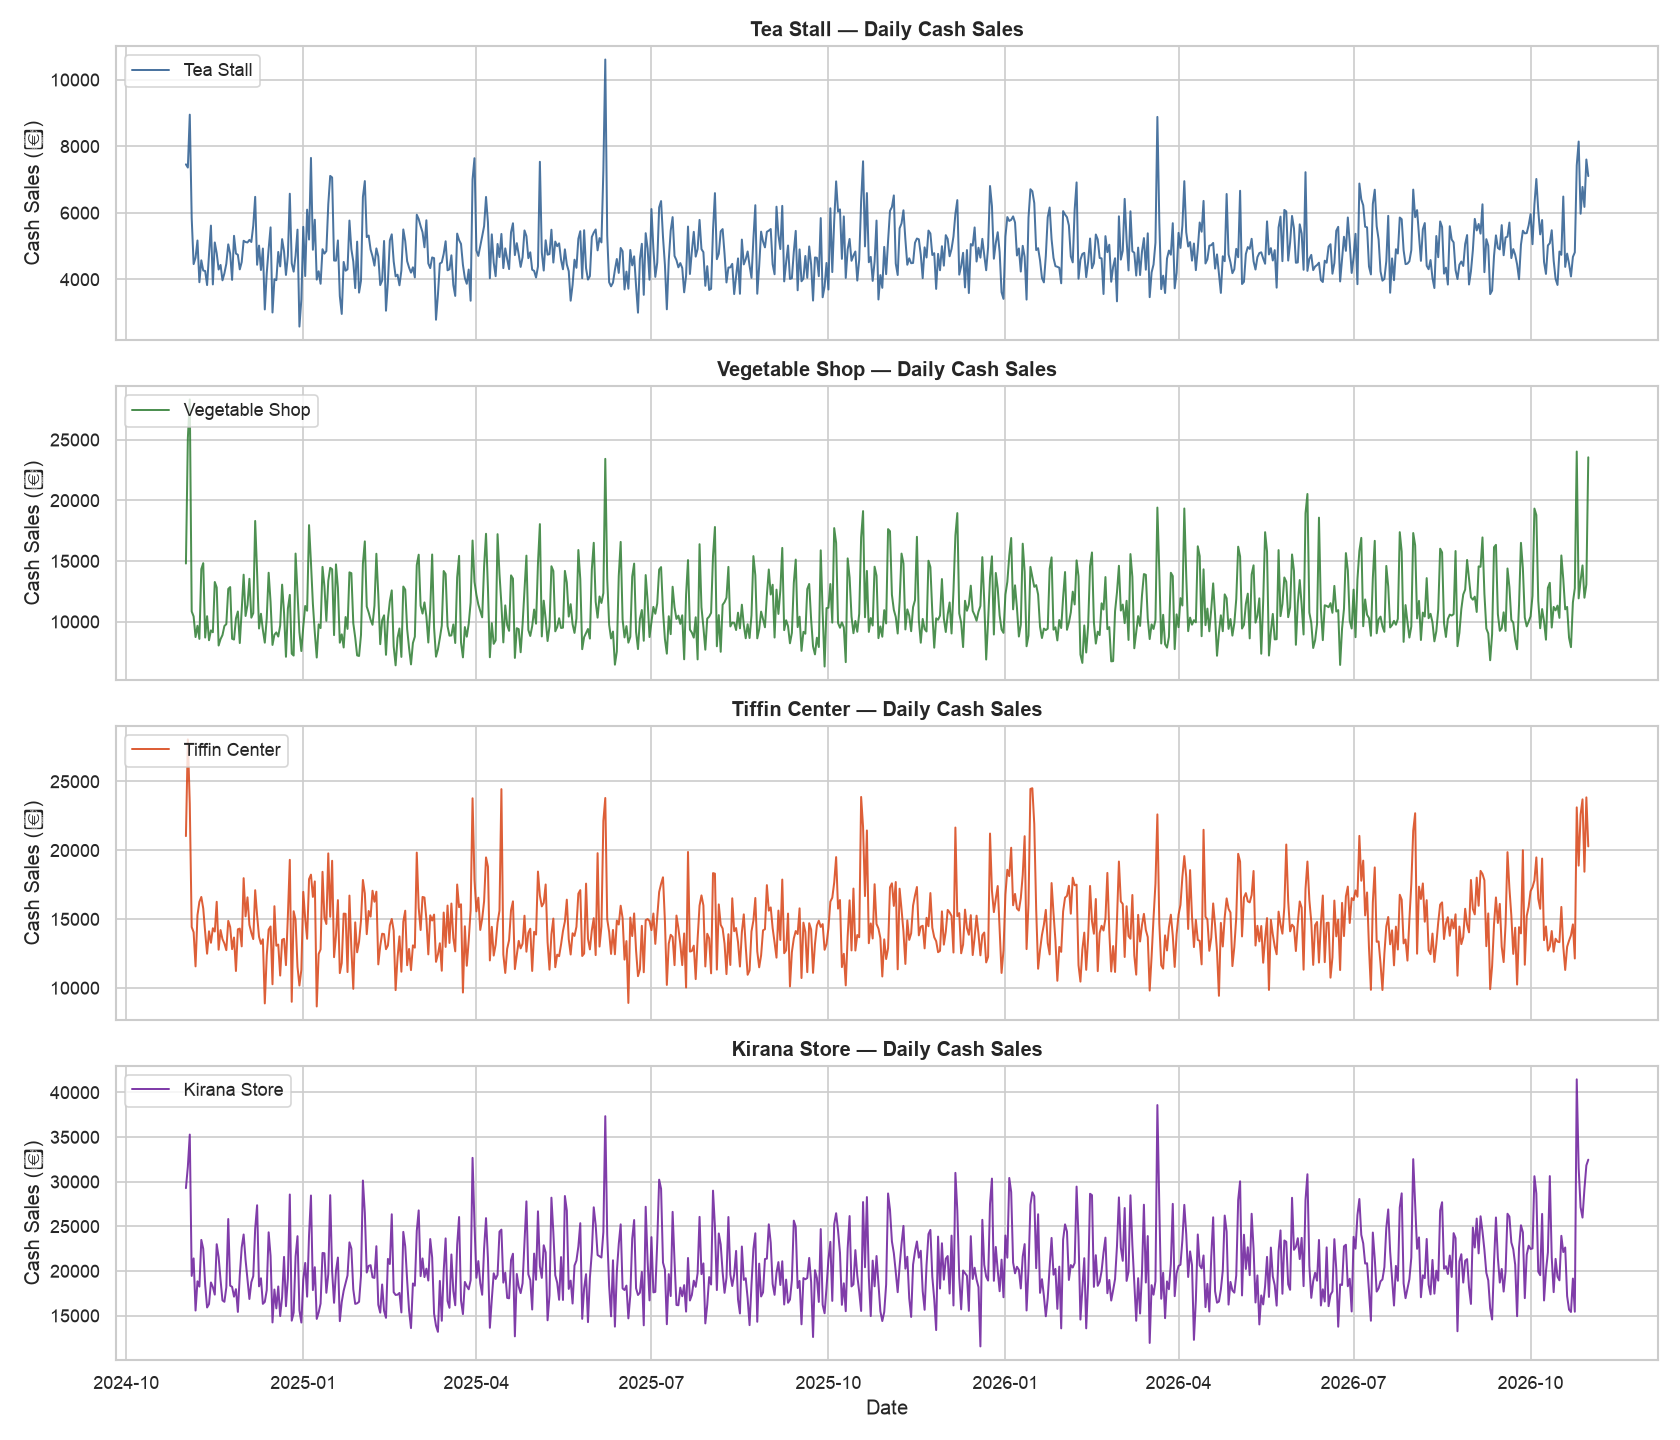 Tea Stall — Daily Cash Sales
Tea Stall
Cash Sales (€)
10000
8000
6000
4000
Vegetable Shop — Daily Cash Sales
Vegetable Shop
Cash Sales (€)
25000
20000
15000
10000
Tiffin Center — Daily Cash Sales
Tiffin Center
Cash Sales (€)
25000
20000
15000
10000
Kirana Store — Daily Cash Sales
Kirana Store
Cash Sales (€)
40000
35000
30000
25000
20000
15000
2024-10 2025-01 2025-04 2025-07 2025-10 2026-01 2026-04 2026-07 2026-10
Date